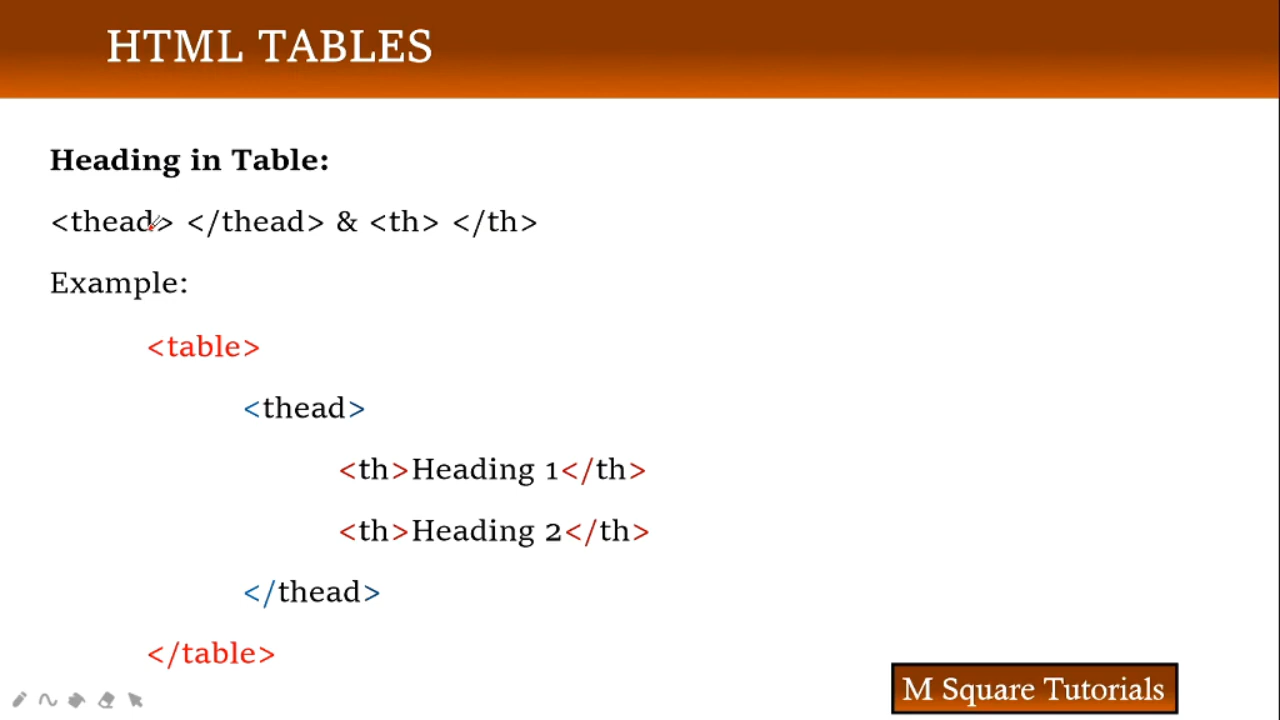 HTML TABLES
Heading in Table:
<thead> </thead> & <th> </th>
Example:
<table>
<thead>
<th>Heading 1</th>
<th>Heading 2</th>
</thead>
</table>
M Square Tutorials